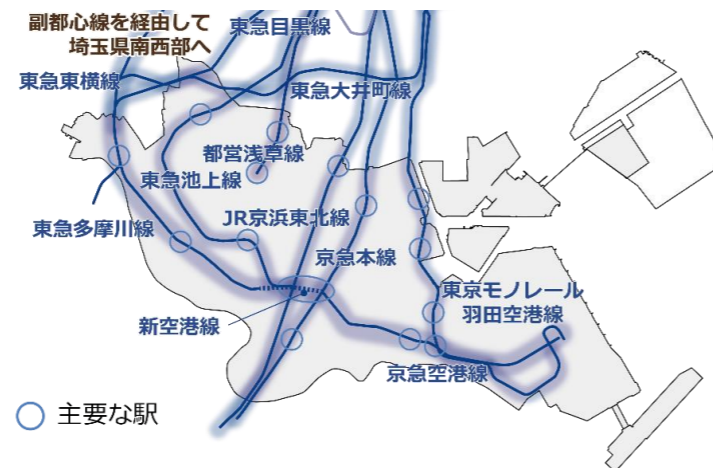 副都心線を経由して
埼玉県南西部へ
東急目黒線
東急東横線
東急大井町線
都営浅草線
東急池上線
JR京浜東北線
東急多摩川線
京急本線
東京モノレール
羽田空港線
新空港線
京急空港線
主要な駅